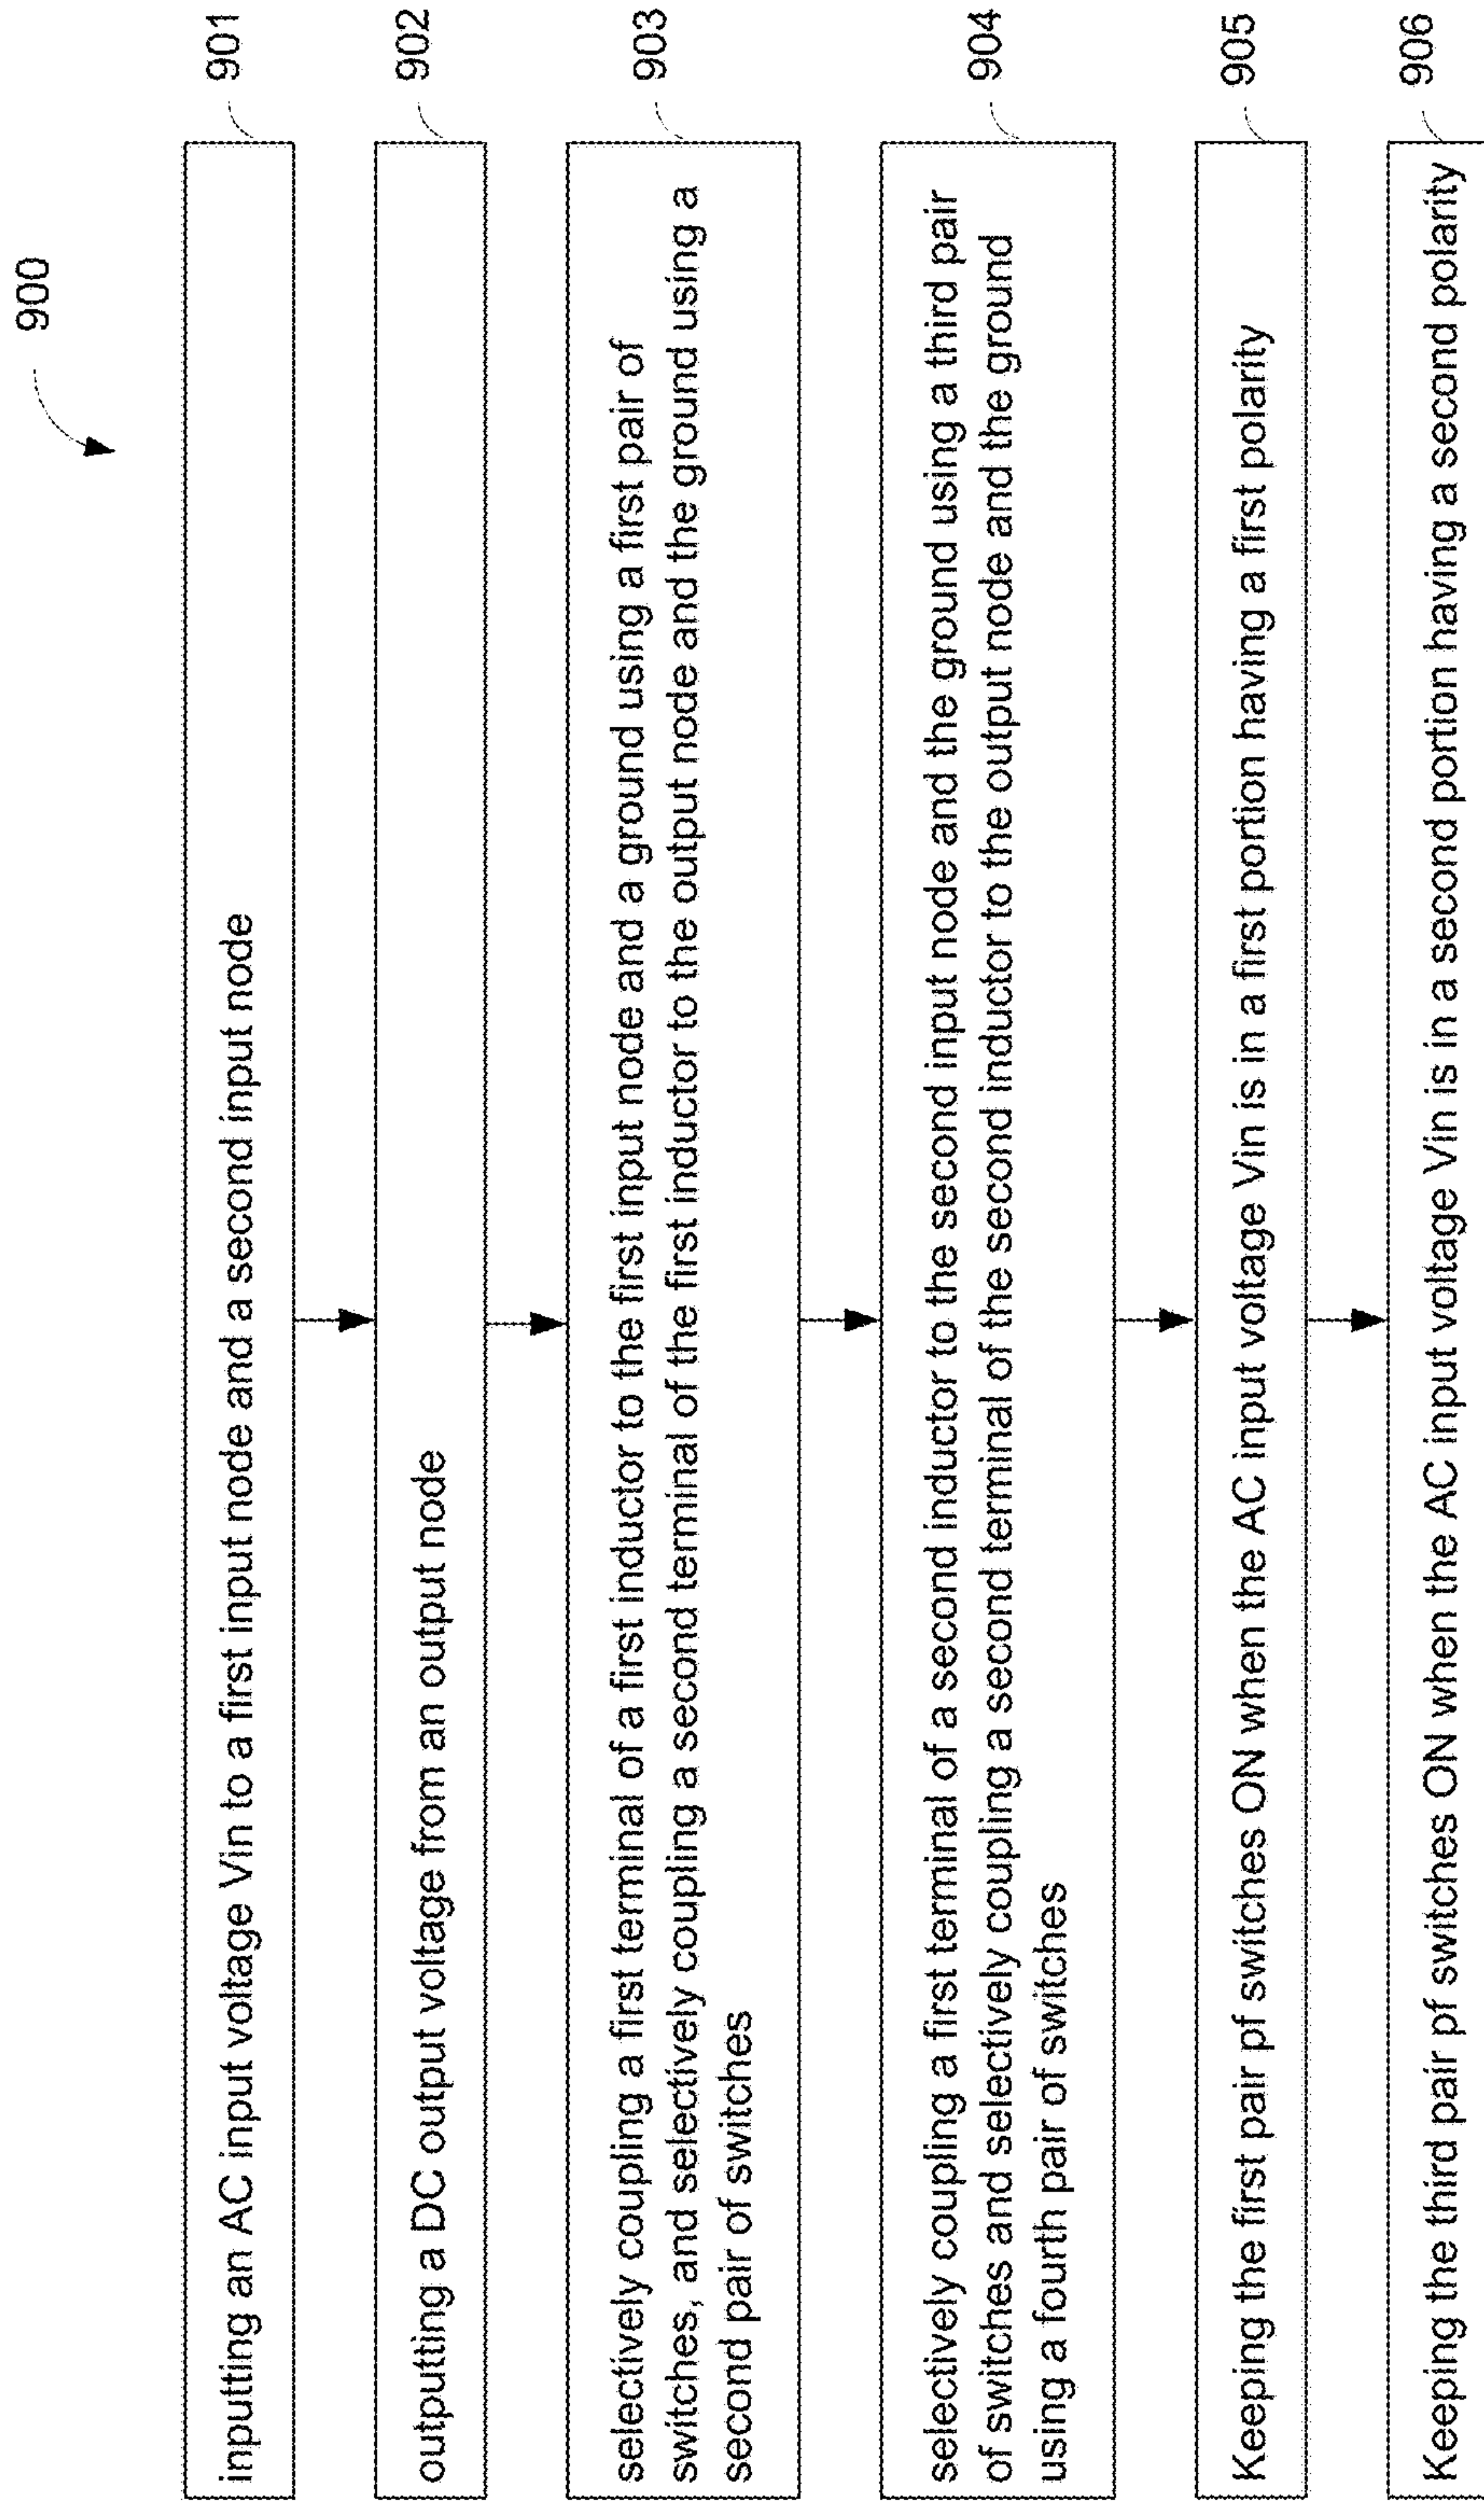 900
inputting an AC input voltage Vin to a first input node and a second input node
901
outputting a DC output voltage from an output node
902
selectively coupling a first terminal of a first inductor to the first input node and a ground using a first pair of
switches, and selectively coupling a second terminal of the first inductor to the output node and the ground using a
second pair of switches
903
selectively coupling a first terminal of a second inductor to the second input node and the ground using a third pair
of switches and selectively coupling a second terminal of the second inductor to the output node and the ground
using a fourth pair of switches
904
Keeping the first pair pf switches ON when the AC input voltage Vin is in a first portion having a first polarity
905
Keeping the third pair pf switches ON when the AC input voltage Vin is in a second portion having a second polarity
906